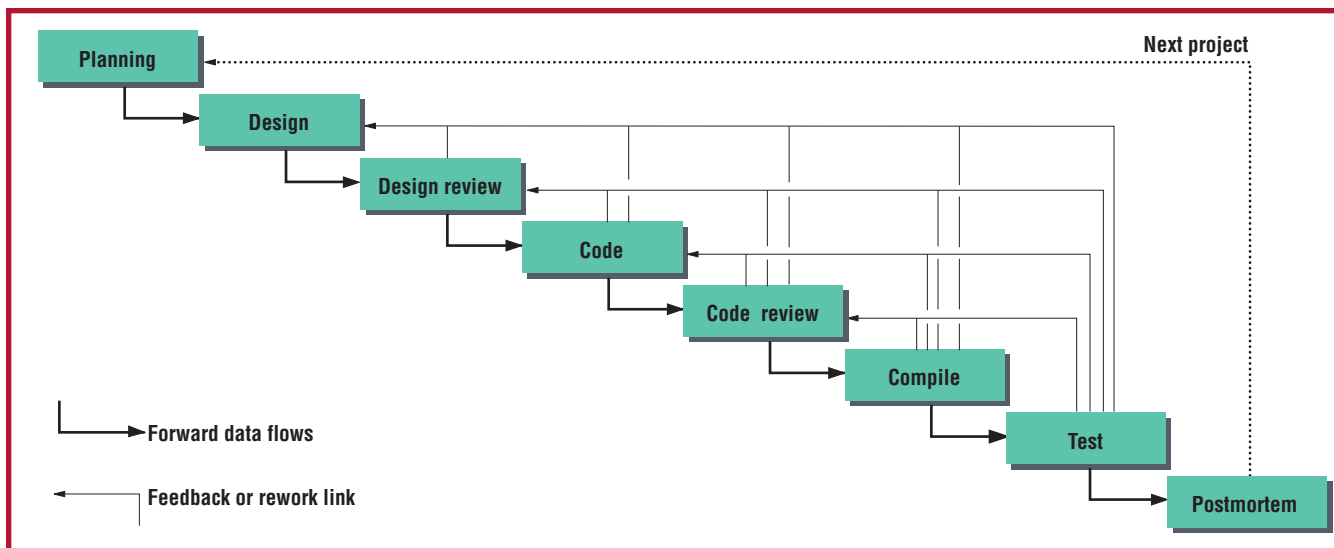 Next project
Planning
Design
Design review
Code
Code review
Compile
Forward data flows
Test
Feedback or rework link
Postmortem